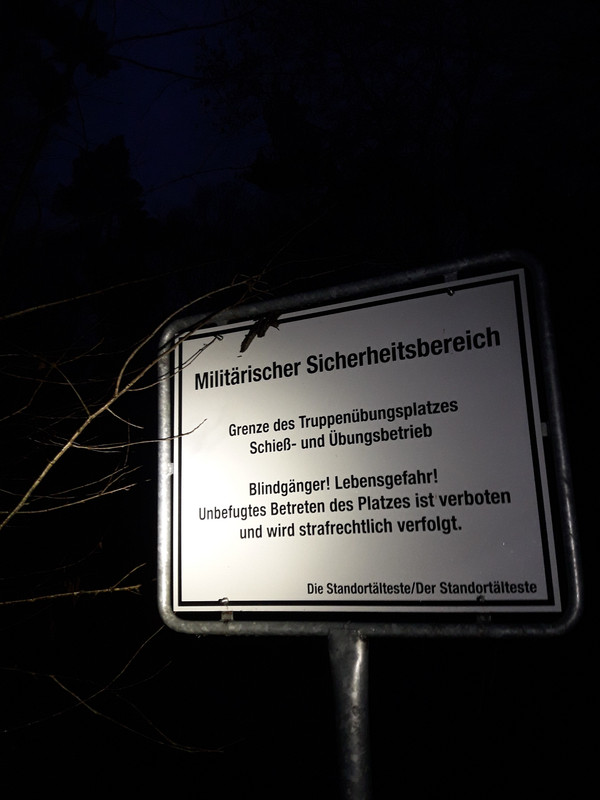 Militärischer Sicherheitsbereich
Grenze des Truppenübungsplatzes
Schieß- und Übungsbetrieb
Blindgänger! Lebensgefahr!
Unbefugtes Betreten des Platzes ist verboten
und wird strafrechtlich verfolgt.
Die Standortälteste/Der Standortälteste